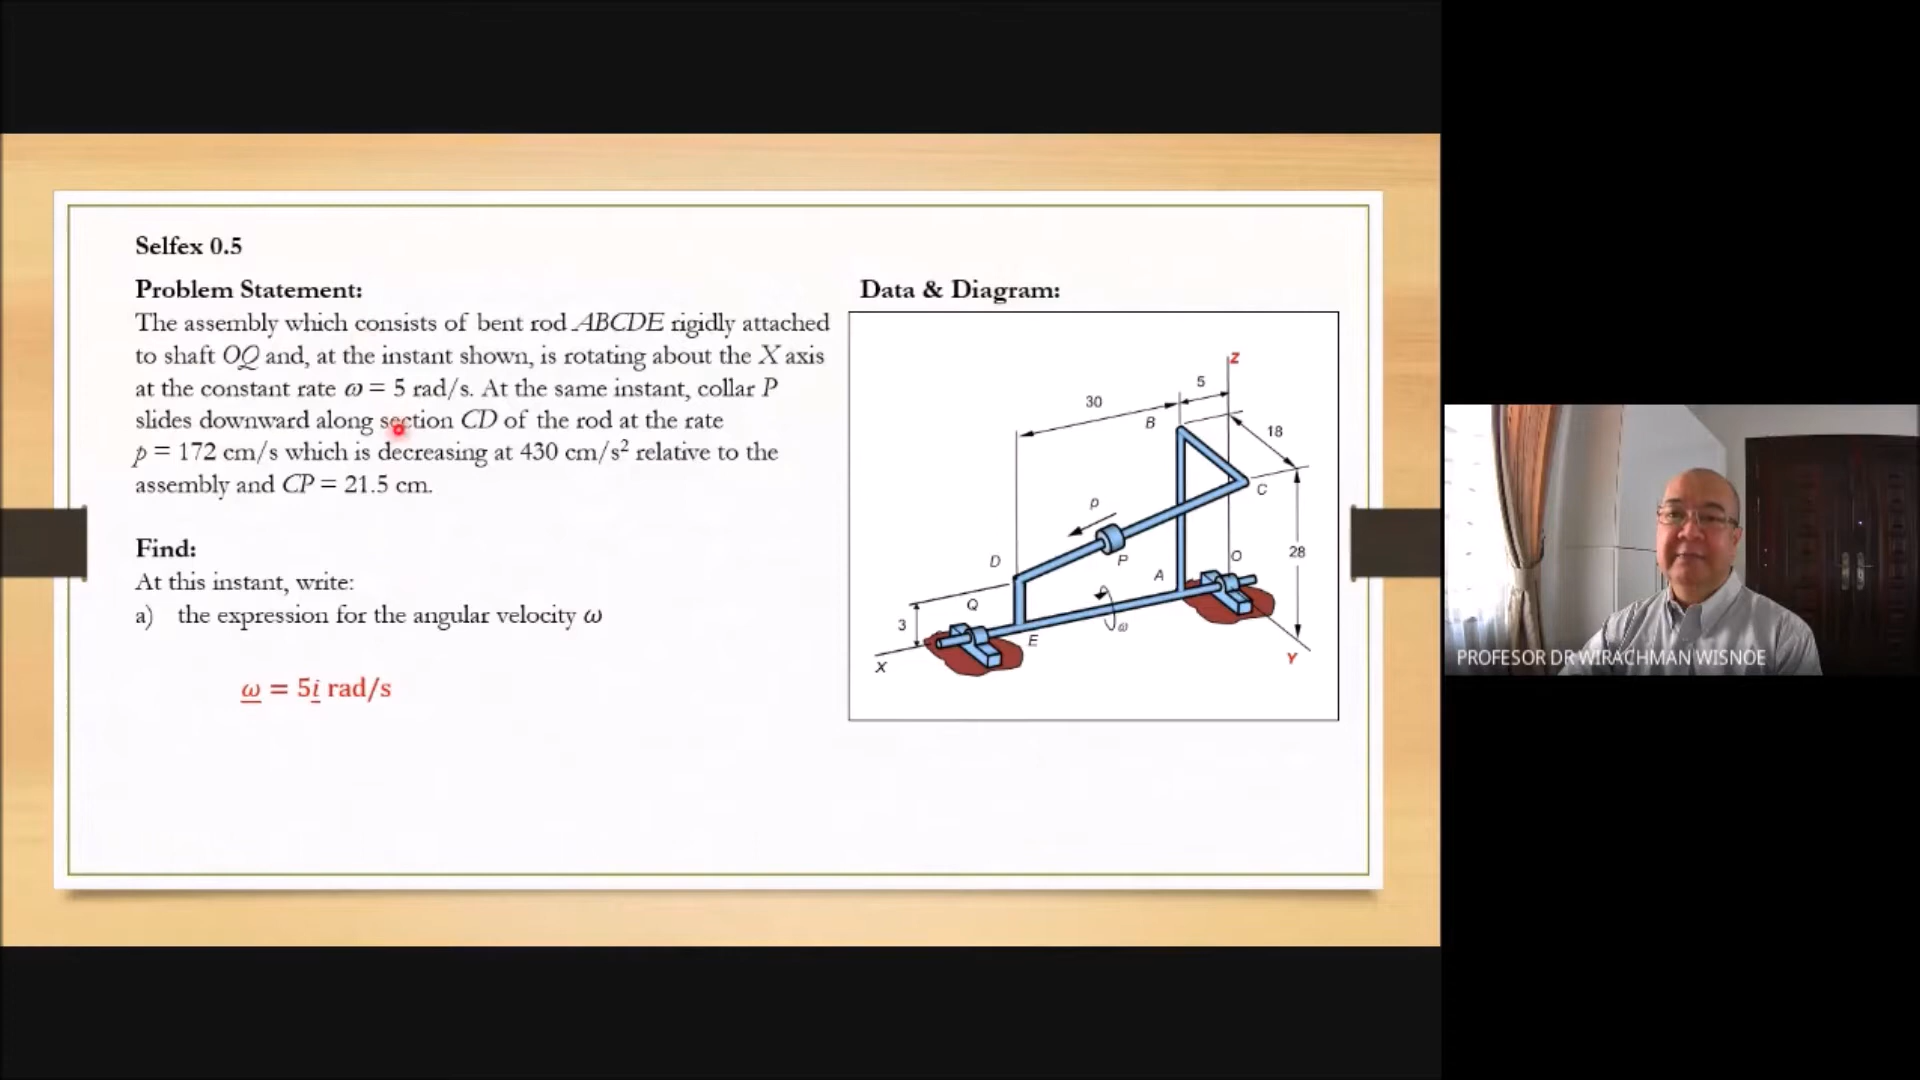 Selfex 0.5
Problem Statement:
The assembly which consists of bent rod ABCDE rigidly attached
to shaft OQ and, at the instant shown, is rotating about the X axis
at the constant rate ω = 5 rad/s. At the same instant, collar P
slides downward along section CD of the rod at the rate
p = 172 cm/s which is decreasing at 430 cm/s² relative to the
assembly and CP = 21.5 cm.
Find:
At this instant, write:
a) the expression for the angular velocity ω
ω = 5i rad/s
Data & Diagram:
Z
5
30
B
18
C
p
D
P
O
28
A
Q
3
ω
E
X
Y
PROFESOR DR WIRACHMAN WISNOE